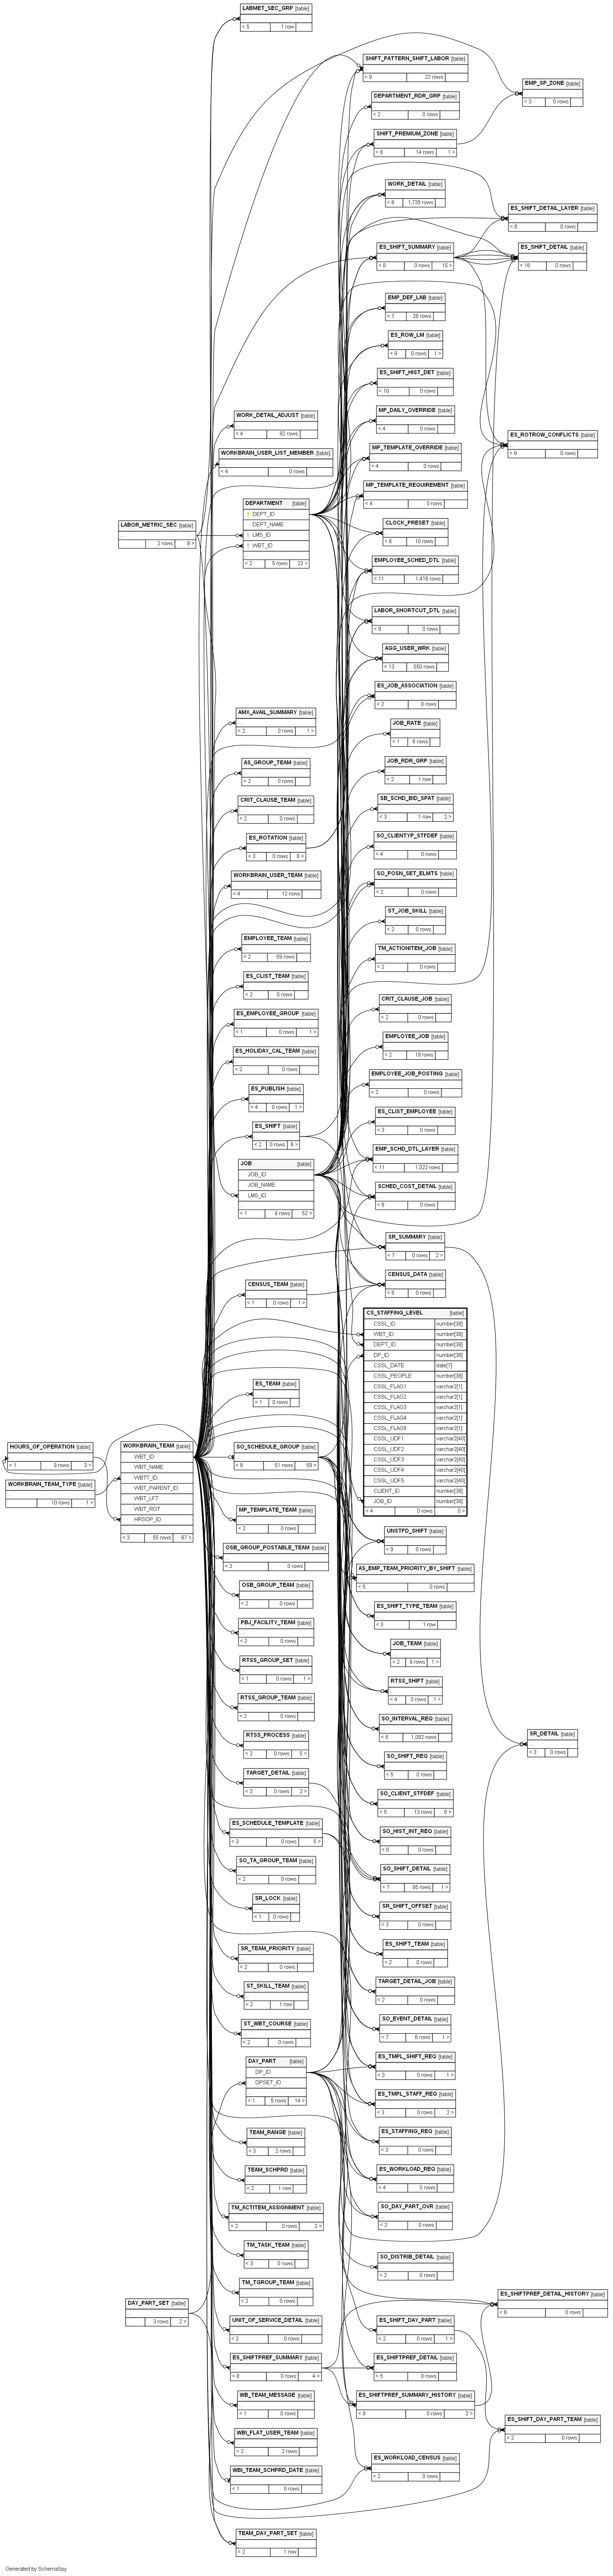 LABMET_SEC_GRP [table]
...
< 5 1 row
SHIFT_PATTERN_SHIFT_LABOR [table]
...
< 9 22 rows
EMP_SP_ZONE [table]
...
< 3 0 rows
DEPARTMENT_RDR_GRP [table]
...
< 2 0 rows
SHIFT_PREMIUM_ZONE [table]
...
< 6 14 rows 1 >
WORK_DETAIL [table]
...
< 8 1,735 rows
ES_SHIFT_DETAIL_LAYER [table]
...
< 8 0 rows
ES_SHIFT_SUMMARY [table]
...
< 8 0 rows 15 >
ES_SHIFT_DETAIL [table]
...
< 16 0 rows
EMP_DEF_LAB [table]
...
< 7 26 rows
ES_ROW_LM [table]
...
< 9 0 rows 1 >
ES_SHIFT_HIST_DET [table]
...
< 10 0 rows
MP_DAILY_OVERRIDE [table]
...
< 4 0 rows
WORK_DETAIL_ADJUST [table]
...
< 4 92 rows
ES_ROTROW_CONFLICTS [table]
...
< 8 0 rows
MP_TEMPLATE_OVERRIDE [table]
...
< 4 0 rows
WORKBRAIN_USER_LIST_MEMBER [table]
...
< 4 0 rows
MP_TEMPLATE_REQUIREMENT [table]
...
< 4 0 rows
DEPARTMENT [table]
DEPT_ID
DEPT_NAME
LMS_ID
WBT_ID
...
< 2 5 rows 23 >
LABOR_METRIC_SEC [table]
...
2 rows 9 >
CLOCK_PRESET [table]
...
< 6 10 rows
EMPLOYEE_SCHED_DTL [table]
...
< 11 1,416 rows
LABOR_SHORTCUT_DTL [table]
...
< 8 0 rows
AGG_USER_WRK [table]
...
< 13 550 rows
ES_JOB_ASSOCIATION [table]
...
< 2 0 rows
AMX_AVAIL_SUMMARY [table]
...
< 2 0 rows 1 >
JOB_RATE [table]
...
< 1 6 rows
AS_GROUP_TEAM [table]
...
< 2 0 rows
JOB_RDR_GRP [table]
...
< 2 1 row
CRIT_CLAUSE_TEAM [table]
...
< 2 0 rows
SB_SCHD_BID_SPAT [table]
...
< 3 1 row 2 >
ES_ROTATION [table]
...
< 3 0 rows 6 >
SO_CLIENTYP_STFDEF [table]
...
< 4 0 rows
WORKBRAIN_USER_TEAM [table]
...
< 4 12 rows
SO_POSN_SET_ELMTS [table]
...
< 2 0 rows
ST_JOB_SKILL [table]
...
< 2 0 rows
EMPLOYEE_TEAM [table]
...
< 2 59 rows
TM_ACTIONITEM_JOB [table]
...
< 2 0 rows
ES_CLIST_TEAM [table]
...
< 2 0 rows
CRIT_CLAUSE_JOB [table]
...
< 2 0 rows
ES_EMPLOYEE_GROUP [table]
...
< 1 0 rows 1 >
EMPLOYEE_JOB [table]
...
< 2 19 rows
ES_HOLIDAY_CAL_TEAM [table]
...
< 2 0 rows
EMPLOYEE_JOB_POSTING [table]
...
< 2 0 rows
ES_PUBLISH [table]
...
< 4 0 rows 1 >
ES_CLIST_EMPLOYEE [table]
...
< 3 0 rows
ES_SHIFT [table]
...
< 2 0 rows 6 >
EMP_SCHD_DTL_LAYER [table]
...
< 11 1,022 rows
JOB [table]
JOB_ID
JOB_NAME
LMS_ID
...
< 1 9 rows 52 >
SCHED_COST_DETAIL [table]
...
< 8 0 rows
SR_SUMMARY [table]
...
< 7 0 rows 2 >
CENSUS_TEAM [table]
...
< 1 0 rows 1 >
CENSUS_DATA [table]
...
< 8 0 rows
CS_STAFFING_LEVEL [table]
CSSL_ID number[38]
WBT_ID number[38]
DEPT_ID number[38]
DP_ID number[38]
CSSL_DATE date[7]
CSSL_PEOPLE number[38]
CSSL_FLAG1 varchar2[1]
CSSL_FLAG2 varchar2[1]
CSSL_FLAG3 varchar2[1]
CSSL_FLAG4 varchar2[1]
CSSL_FLAG5 varchar2[1]
CSSL_UDF1 varchar2[40]
CSSL_UDF2 varchar2[40]
CSSL_UDF3 varchar2[40]
CSSL_UDF4 varchar2[40]
CSSL_UDF5 varchar2[40]
CLIENT_ID number[38]
JOB_ID number[38]
< 4 0 rows 0 >
ES_TEAM [table]
...
< 1 0 rows
HOURS_OF_OPERATION [table]
...
< 1 9 rows 3 >
WORKBRAIN_TEAM_TYPE [table]
...
10 rows 1 >
WORKBRAIN_TEAM [table]
WBT_ID
WBT_NAME
WBTT_ID
WBT_PARENT_ID
WBT_LFT
WBT_RGT
HRSOP_ID
...
< 3 55 rows 67 >
SO_SCHEDULE_GROUP [table]
...
< 8 51 rows 59 >
MP_TEMPLATE_TEAM [table]
...
< 2 0 rows
UNSTFD_SHIFT [table]
...
< 9 0 rows
OSB_GROUP_POSTABLE_TEAM [table]
...
< 2 0 rows
AS_EMP_TEAM_PRIORITY_BY_SHIFT [table]
...
< 5 0 rows
OSB_GROUP_TEAM [table]
...
< 2 0 rows
ES_SHIFT_TYPE_TEAM [table]
...
< 3 1 row
PBJ_FACILITY_TEAM [table]
...
< 2 0 rows
JOB_TEAM [table]
...
< 2 9 rows 1 >
RTSS_GROUP_SET [table]
...
< 1 0 rows 1 >
RTSS_SHIFT [table]
...
< 4 0 rows 1 >
RTSS_GROUP_TEAM [table]
...
< 2 0 rows
SO_INTERVAL_REQ [table]
...
< 6 1,092 rows
RTSS_PROCESS [table]
...
< 2 0 rows 5 >
SR_DETAIL [table]
...
< 3 0 rows
SO_SHIFT_REQ [table]
...
< 5 0 rows
TARGET_DETAIL [table]
...
< 3 0 rows 2 >
SO_CLIENT_STFDEF [table]
...
< 5 13 rows 6 >
ES_SCHEDULE_TEMPLATE [table]
...
< 3 0 rows 5 >
SO_HIST_INT_REQ [table]
...
< 6 0 rows
SO_TA_GROUP_TEAM [table]
...
< 2 0 rows
SO_SHIFT_DETAIL [table]
...
< 7 95 rows 1 >
SR_LOCK [table]
...
< 1 0 rows
SR_SHIFT_OFFSET [table]
...
< 3 0 rows
SR_TEAM_PRIORITY [table]
...
< 2 0 rows
ES_SHIFT_TEAM [table]
...
< 2 0 rows
ST_SKILL_TEAM [table]
...
< 2 1 row
TARGET_DETAIL_JOB [table]
...
< 2 0 rows
ST_WBT_COURSE [table]
...
< 2 0 rows
SO_EVENT_DETAIL [table]
...
< 7 6 rows 1 >
DAY_PART [table]
DP_ID
DPSET_ID
...
< 1 5 rows 14 >
ES_TMPL_SHIFT_REQ [table]
...
< 3 0 rows 1 >
ES_TMPL_STAFF_REQ [table]
...
< 3 0 rows 2 >
TEAM_RANGE [table]
...
< 3 2 rows
ES_STAFFING_REQ [table]
...
< 3 0 rows
TEAM_SCHPRD [table]
...
< 2 1 row
ES_WORKLOAD_REQ [table]
...
< 4 0 rows
TM_ACTITEM_ASSIGNMENT [table]
...
< 2 0 rows 2 >
SO_DAY_PART_OVR [table]
...
< 2 0 rows
TM_TASK_TEAM [table]
...
< 3 0 rows
SO_DISTRIB_DETAIL [table]
...
< 2 0 rows
TM_TGROUP_TEAM [table]
...
< 2 0 rows
DAY_PART_SET [table]
...
3 rows 2 >
ES_SHIFTPREF_DETAIL_HISTORY [table]
...
< 6 0 rows
UNIT_OF_SERVICE_DETAIL [table]
...
< 2 0 rows
ES_SHIFT_DAY_PART [table]
...
< 2 0 rows 1 >
ES_SHIFTPREF_SUMMARY [table]
...
< 8 0 rows 4 >
ES_SHIFTPREF_DETAIL [table]
...
< 5 0 rows
WB_TEAM_MESSAGE [table]
...
< 1 0 rows
ES_SHIFTPREF_SUMMARY_HISTORY [table]
...
< 9 0 rows 2 >
ES_SHIFT_DAY_PART_TEAM [table]
...
< 2 0 rows
WBI_FLAT_USER_TEAM [table]
...
< 2 2 rows
ES_WORKLOAD_CENSUS [table]
...
< 2 0 rows
WBI_TEAM_SCHPRD_DATE [table]
...
< 1 0 rows
TEAM_DAY_PART_SET [table]
...
< 2 1 row
Generated by SchemaSpy